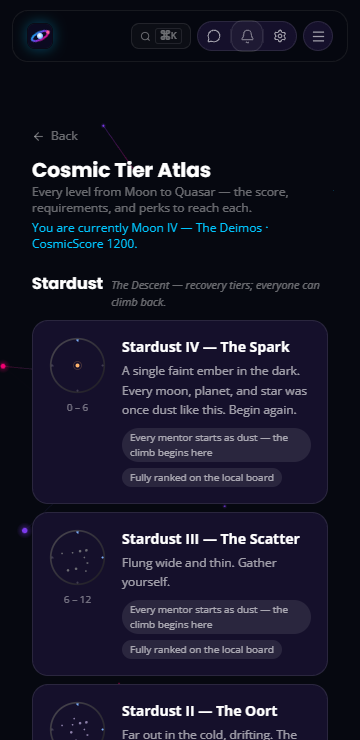 ⌘K
← Back
Cosmic Tier Atlas
Every level from Moon to Quasar — the score,
requirements, and perks to reach each.
You are currently Moon IV — The Deimos ·
CosmicScore 1200.
Stardust The Descent — recovery tiers; everyone can
climb back.
Stardust IV — The Spark
A single faint ember in the dark.
Every moon, planet, and star was
once dust like this. Begin again.
0 – 6
Every mentor starts as dust — the
climb begins here
Fully ranked on the local board
Stardust III — The Scatter
Flung wide and thin. Gather
yourself.
6 – 12
Every mentor starts as dust — the
climb begins here
Fully ranked on the local board
Stardust II — The Oort
Far out in the cold, drifting. The